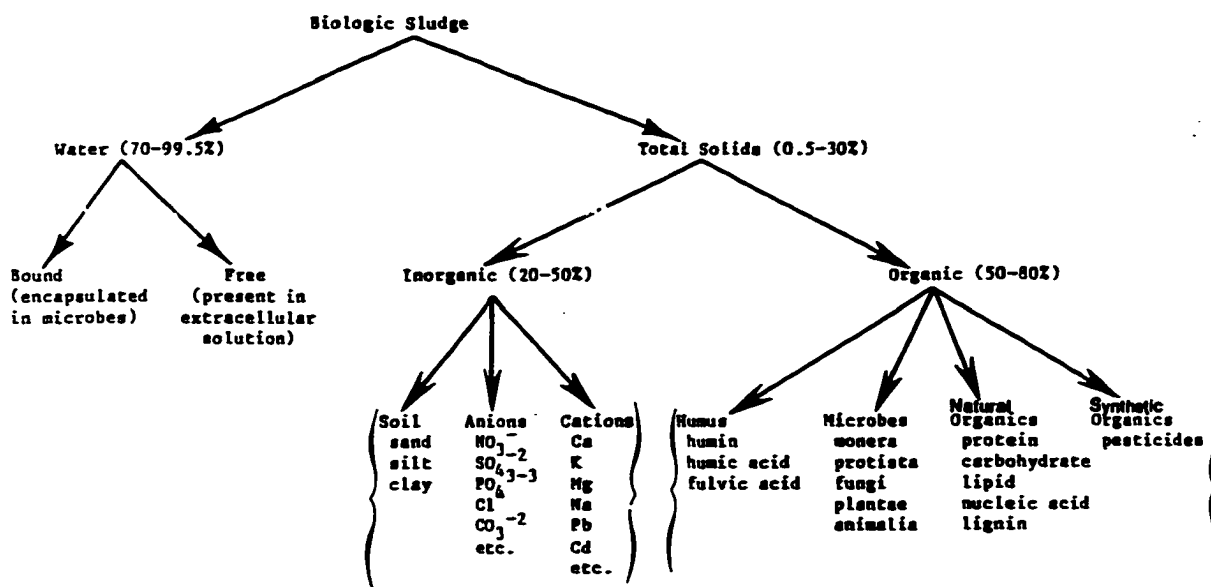 Biologic Sludge
Water (70-99.5%)
Total Solids (0.5-30%)
Bound
(encapsulated
in microbes)
Free
(present in
extracellular
solution)
Inorganic (20-50%)
Organic (50-80%)
Soil
sand
silt
clay
Anions
NO₃⁻
SO₄⁻²
PO₄⁻³
Cl⁻
CO₃⁻²
etc.
Cations
Ca
K
Mg
Na
Pb
Cd
etc.
Humus
humin
humic acid
fulvic acid
Microbes
monera
protista
fungi
plantae
animalia
Natural
Organics
protein
carbohydrate
lipid
nucleic acid
lignin
Synthetic
Organics
pesticides